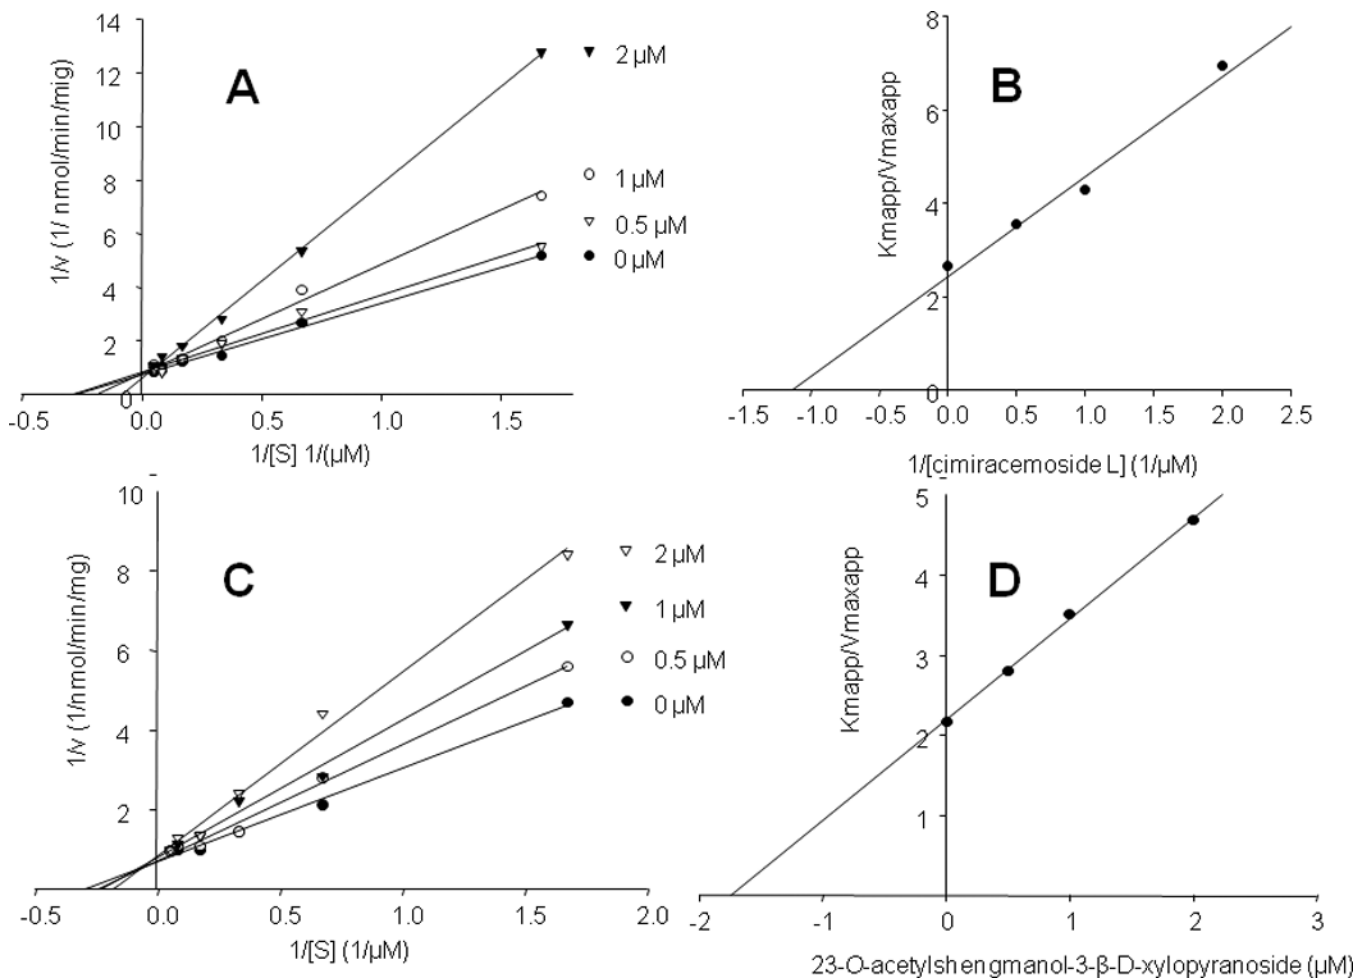 A
1/v (1/ nmol/min/mig)
14
12
10
8
6
4
2
0
2 µM
1 µM
0.5 µM
0 µM
-0.5 0.0 0.5 1.0 1.5
1/[S] 1/(µM)
B
Kmapp/Vmaxapp
8
6
4
2
0
-1.5 -1.0 -0.5 0.0 0.5 1.0 1.5 2.0 2.5
1/[cimiracemoside L] (1/µM)
C
1/v (1/nmol/min/mg)
10
8
6
4
2
2 µM
1 µM
0.5 µM
0 µM
-0.5 0.0 0.5 1.0 1.5 2.0
1/[S] (1/µM)
D
Kmapp/Vmaxapp
5
4
3
2
1
-2 -1 0 1 2 3
23-O-acetylshengmanol-3-β-D-xylopyranoside (µM)